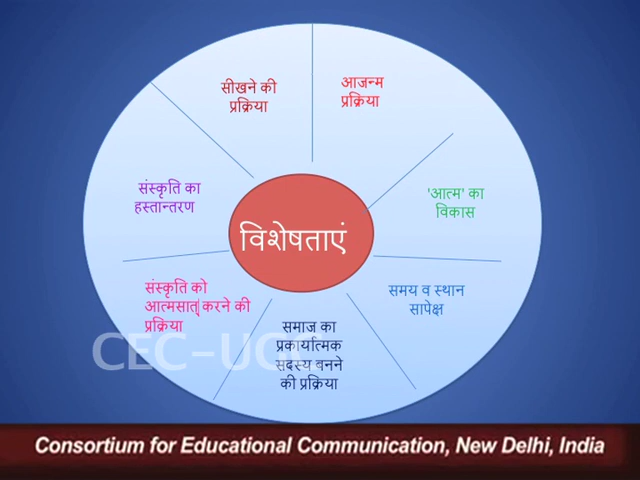 सीखने की
प्रक्रिया
आजन्म
प्रक्रिया
संस्कृति का
हस्तान्तरण
'आत्म' का
विकास
विशेषताएं
संस्कृति को
आत्मसात् करने की
प्रक्रिया
समय व स्थान
सापेक्ष
समाज का
प्रकार्यात्मक
सदस्य बनने
की प्रक्रिया
CEC-UGC
Consortium for Educational Communication, New Delhi, India